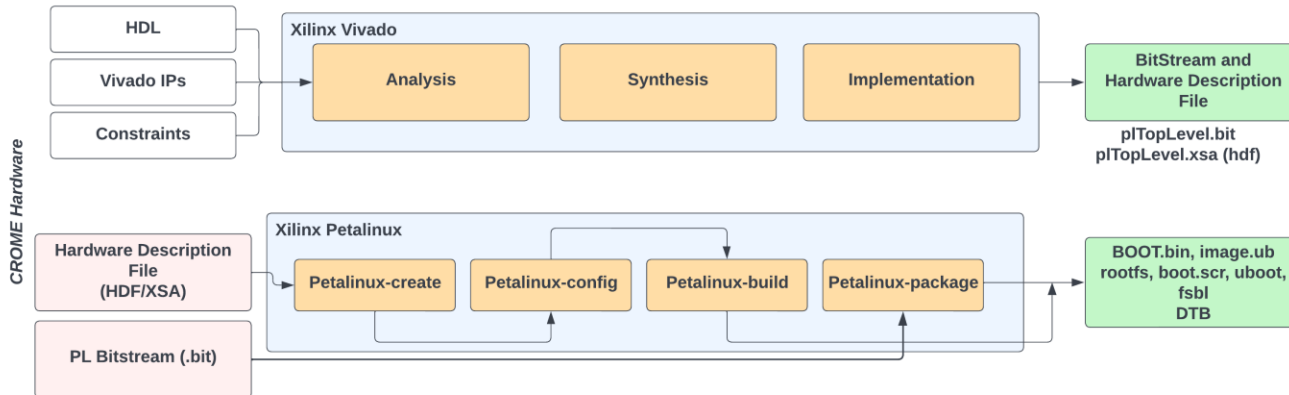 CROME Hardware
HDL
Vivado IPs
Constraints
Xilinx Vivado
Analysis
Synthesis
Implementation
BitStream and
Hardware Description
File
plTopLevel.bit
plTopLevel.xsa (hdf)
Hardware Description
File
(HDF/XSA)
PL Bitstream (.bit)
Xilinx Petalinux
Petalinux-create
Petalinux-config
Petalinux-build
Petalinux-package
BOOT.bin, image.ub
rootfs, boot.scr, uboot,
fsbl
DTB